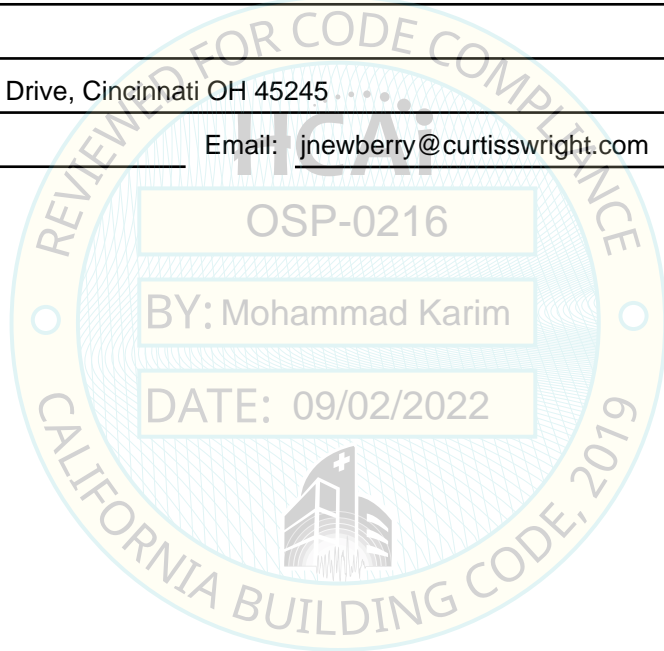 Drive, Cincinnati OH 45245
Email: jnewberry@curtisswright.com
REVIEWED FOR CODE COMPLIANCE
HCAi
OSP-0216
BY: Mohammad Karim
DATE: 09/02/2022
CALIFORNIA BUILDING CODE, 2019